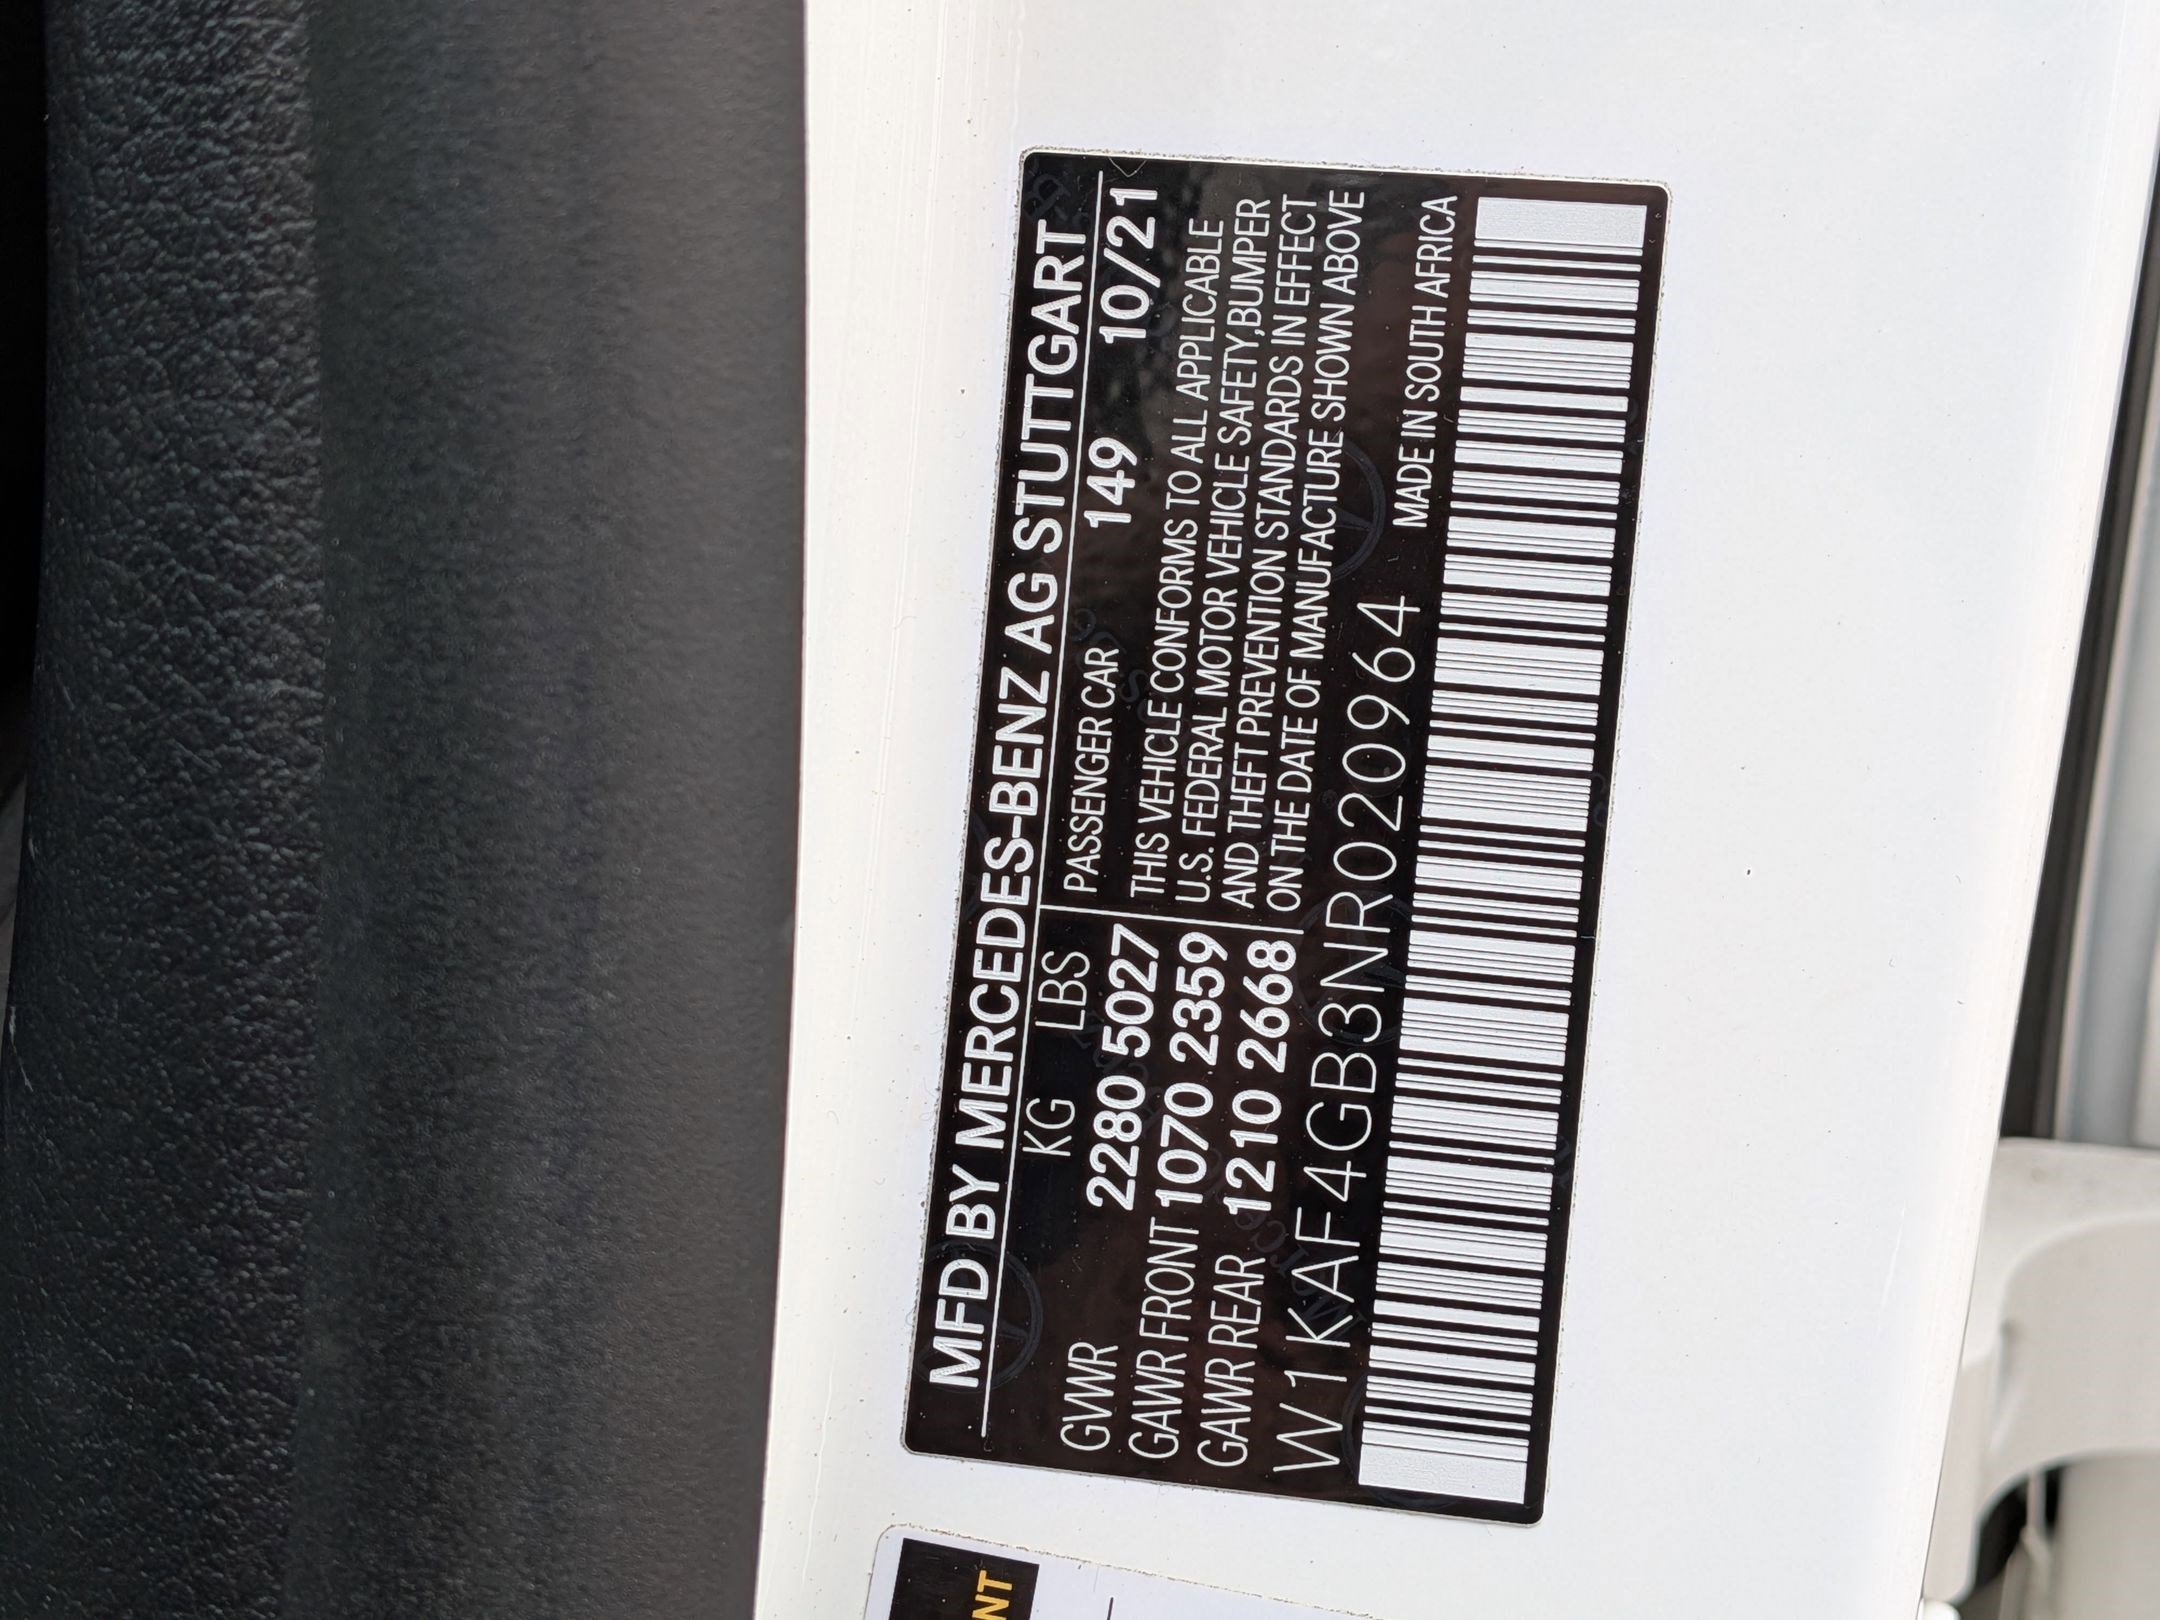 MFD BY MERCEDES-BENZ AG STUTTGART
KG LBS
PASSENGER CAR 149 10/21
GVWR 2280 5027
GAWR FRONT 1070 2359
GAWR REAR 1210 2668
THIS VEHICLE CONFORMS TO ALL APPLICABLE
U.S. FEDERAL MOTOR VEHICLE SAFETY,BUMPER
AND THEFT PREVENTION STANDARDS IN EFFECT
ON THE DATE OF MANUFACTURE SHOWN ABOVE
W1KAF4GB3NR020964
MADE IN SOUTH AFRICA
NT